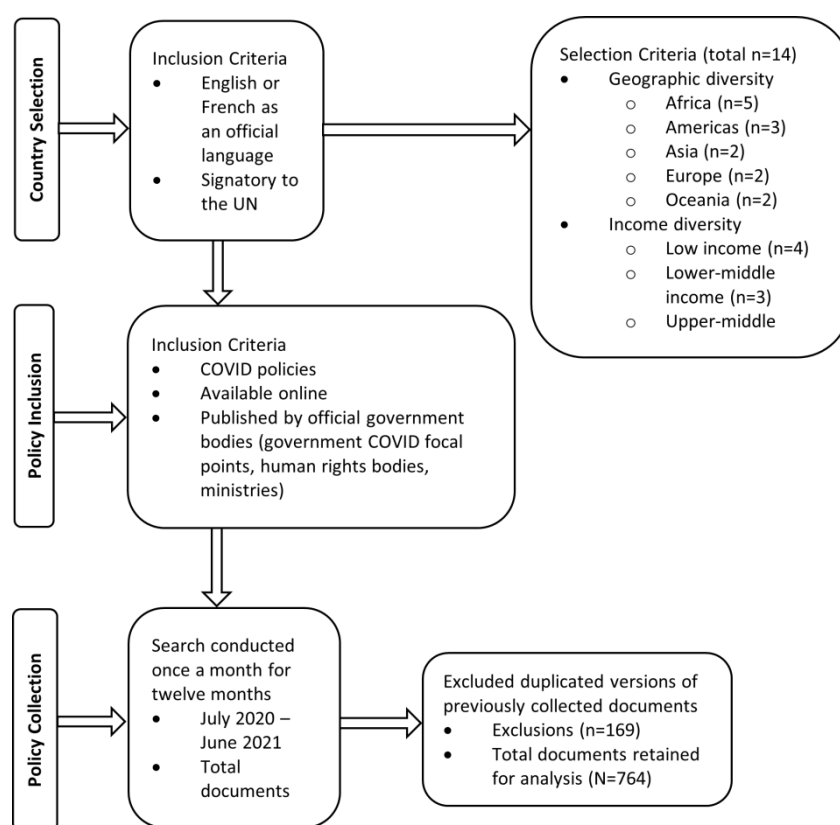 Country Selection
Inclusion Criteria
● English or
French as
an official
language
● Signatory to
the UN
Selection Criteria (total n=14)
● Geographic diversity
○ Africa (n=5)
○ Americas (n=3)
○ Asia (n=2)
○ Europe (n=2)
○ Oceania (n=2)
● Income diversity
○ Low income (n=4)
○ Lower-middle
income (n=3)
○ Upper-middle
Policy Inclusion
Inclusion Criteria
● COVID policies
● Available online
● Published by official government
bodies (government COVID focal
points, human rights bodies,
ministries)
Policy Collection
Search conducted
once a month for
twelve months
● July 2020 –
June 2021
● Total
documents
Excluded duplicated versions of
previously collected documents
● Exclusions (n=169)
● Total documents retained
for analysis (N=764)